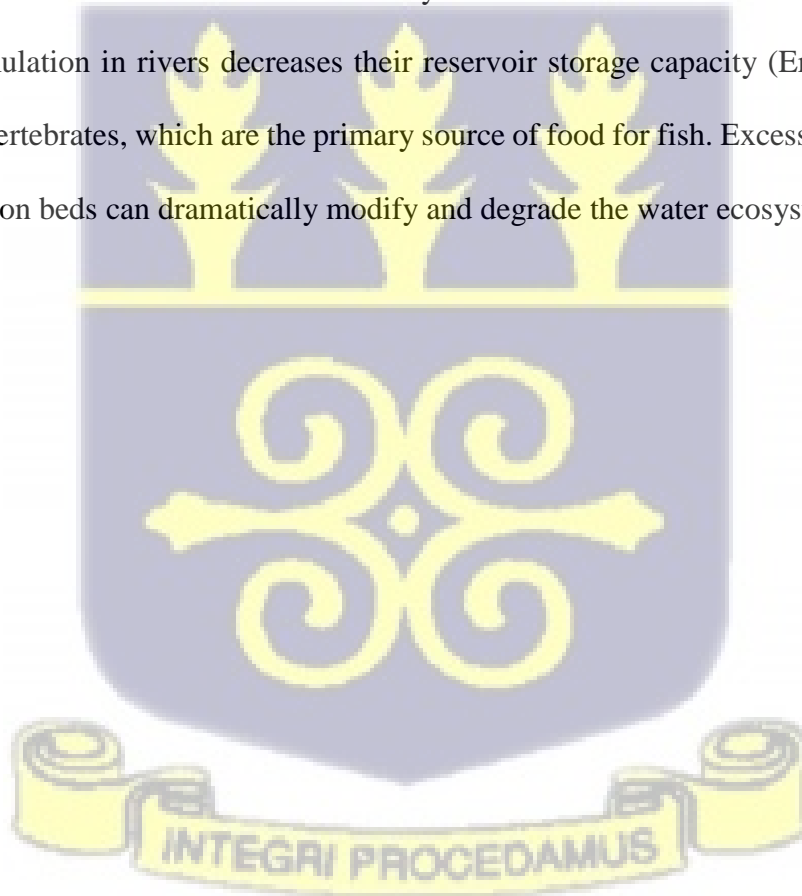 ulation in rivers decreases their reservoir storage capacity (Er
ertebrates, which are the primary source of food for fish. Excess
on beds can dramatically modify and degrade the water ecosys
INTEGRI PROCEDAMUS